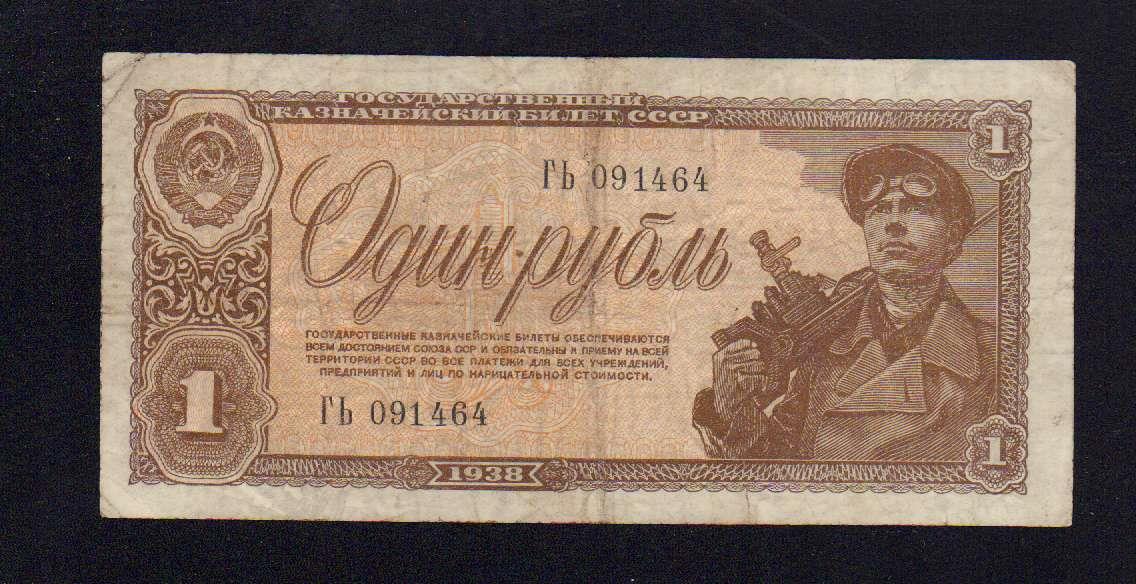 ГОСУДАРСТВЕННЫЙ
КАЗНАЧЕЙСКИЙ БИЛЕТ СССР
1
ГЬ 091464
Один рубль
ГОСУДАРСТВЕННЫЕ КАЗНАЧЕЙСКИЕ БИЛЕТЫ ОБЕСПЕЧИВАЮТСЯ
ВСЕМ ДОСТОЯНИЕМ СОЮЗА ССР И ОБЯЗАТЕЛЬНЫ К ПРИЕМУ НА ВСЕЙ
ТЕРРИТОРИИ СССР ВО ВСЕ ПЛАТЕЖИ ДЛЯ ВСЕХ УЧРЕЖДЕНИЙ,
ПРЕДПРИЯТИЙ И ЛИЦ ПО НАРИЦАТЕЛЬНОЙ СТОИМОСТИ.
1
ГЬ 091464
1
1938